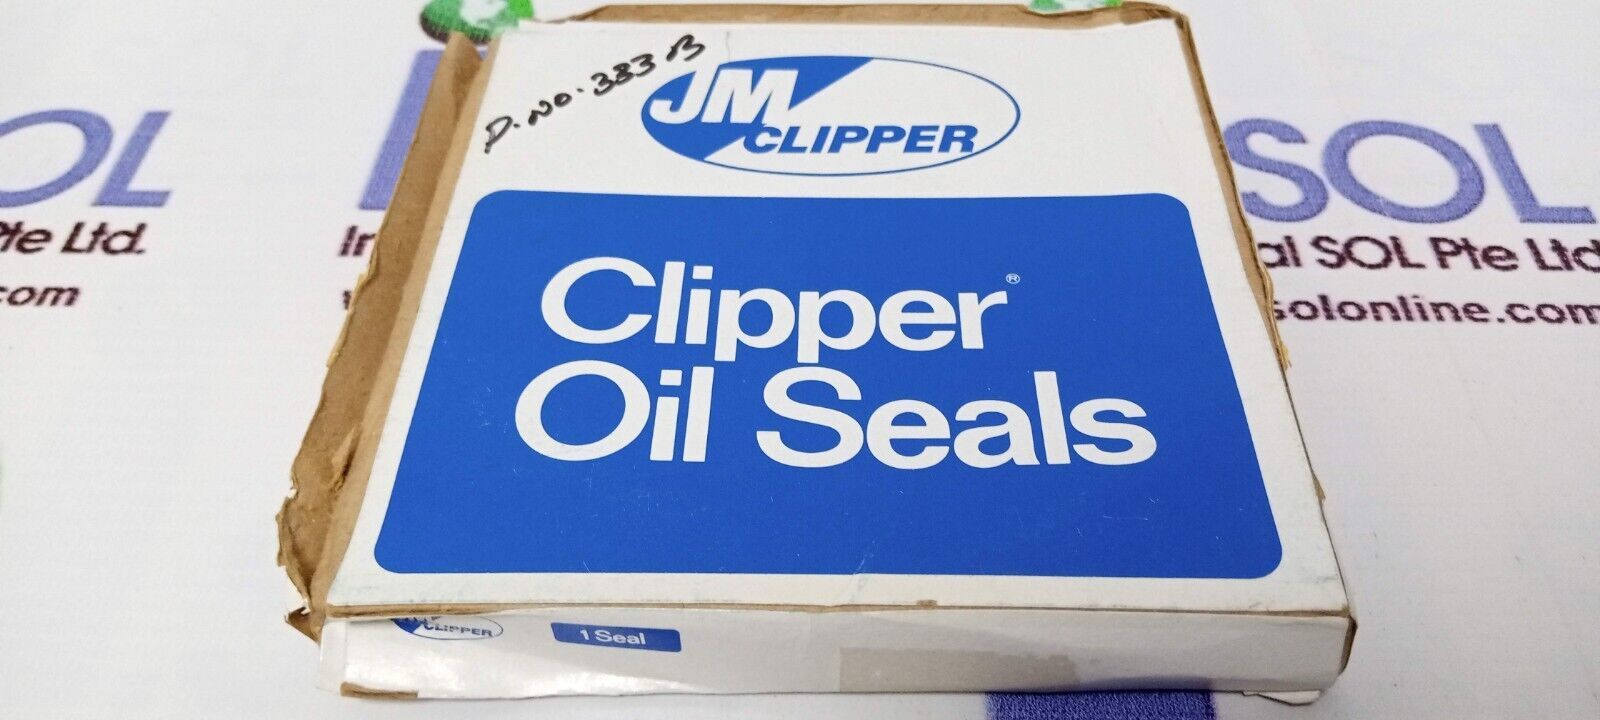 D.NO. 383 B
JM
CLIPPER
Clipper®
Oil Seals
CLIPPER
1 Seal
SOL
Pte Ltd.
com
SOL
al SOL Pte Ltd
solonline.com